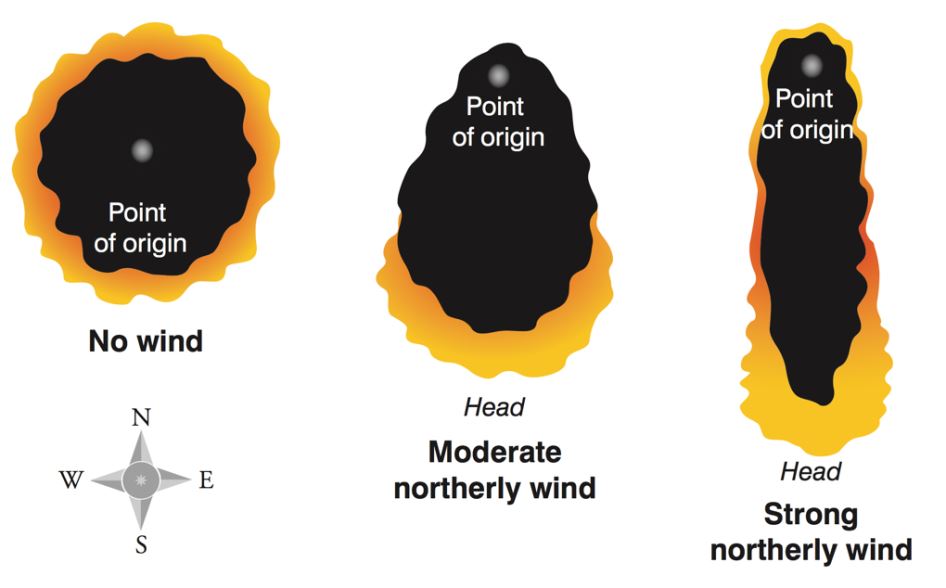 Point
of origin
No wind
N
W
E
S
Point
of origin
Head
Moderate
northerly wind
Point
of origin
Head
Strong
northerly wind